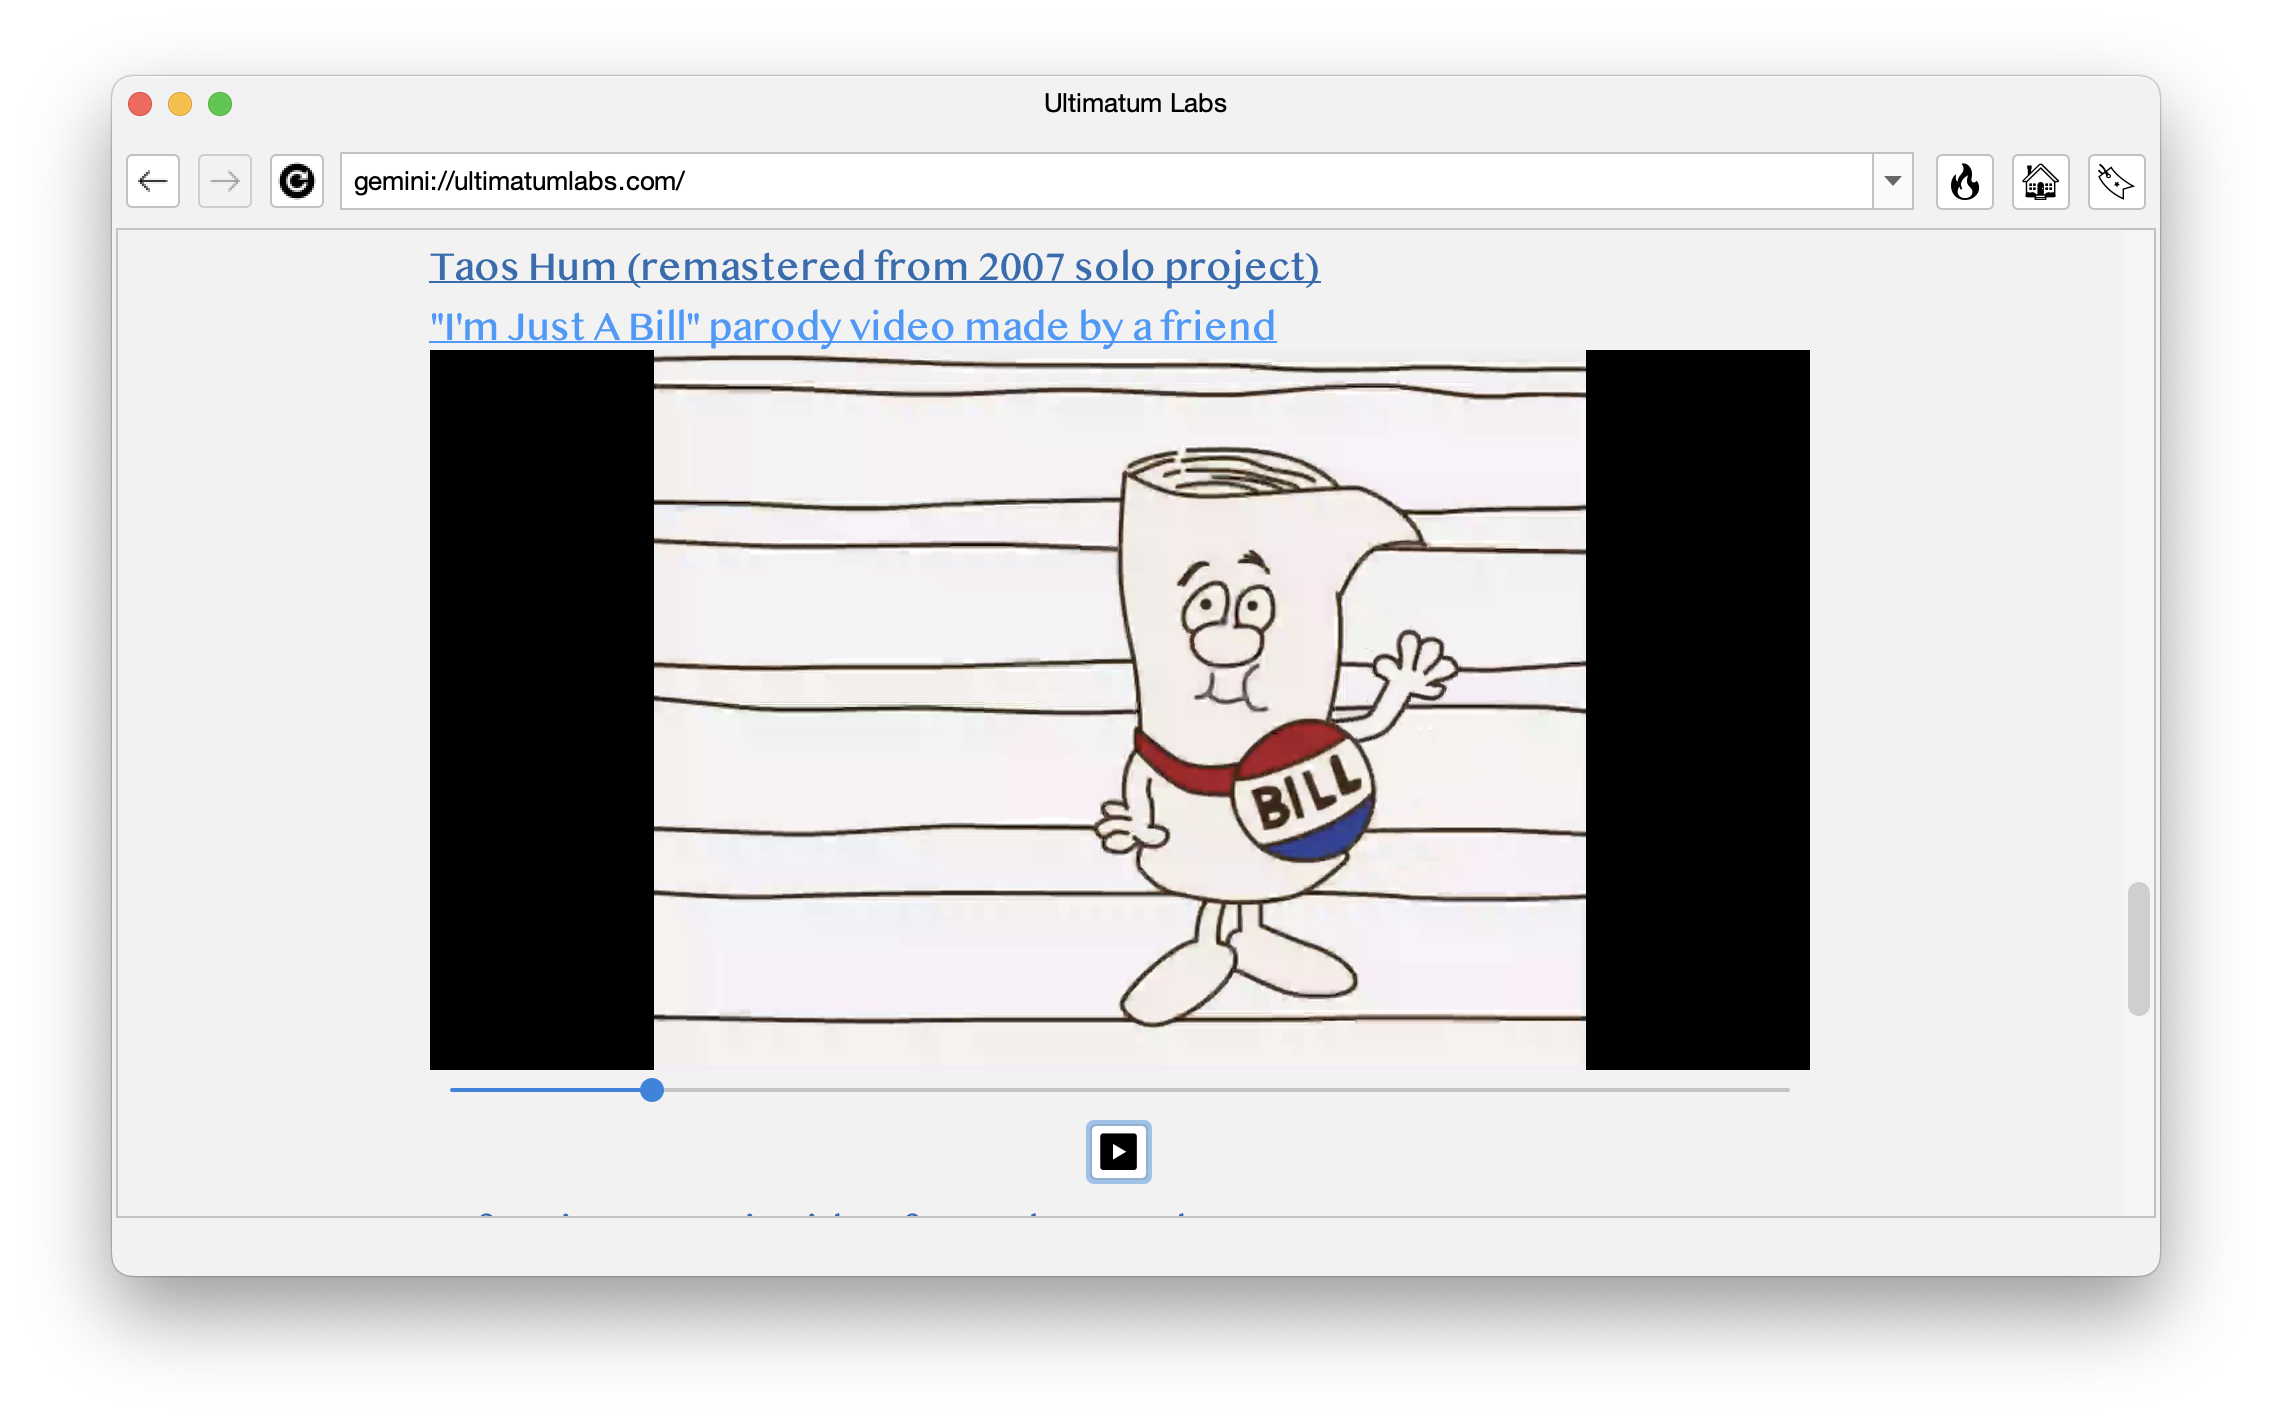 Ultimatum Labs
gemini://ultimatumlabs.com/
Taos Hum (remastered from 2007 solo project)
"I'm Just A Bill" parody video made by a friend
BILL